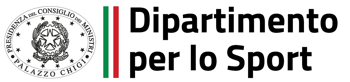 PRESIDENZA DEL CONSIGLIO DEI MINISTRI
PALAZZO CHIGI
Dipartimento
per lo Sport